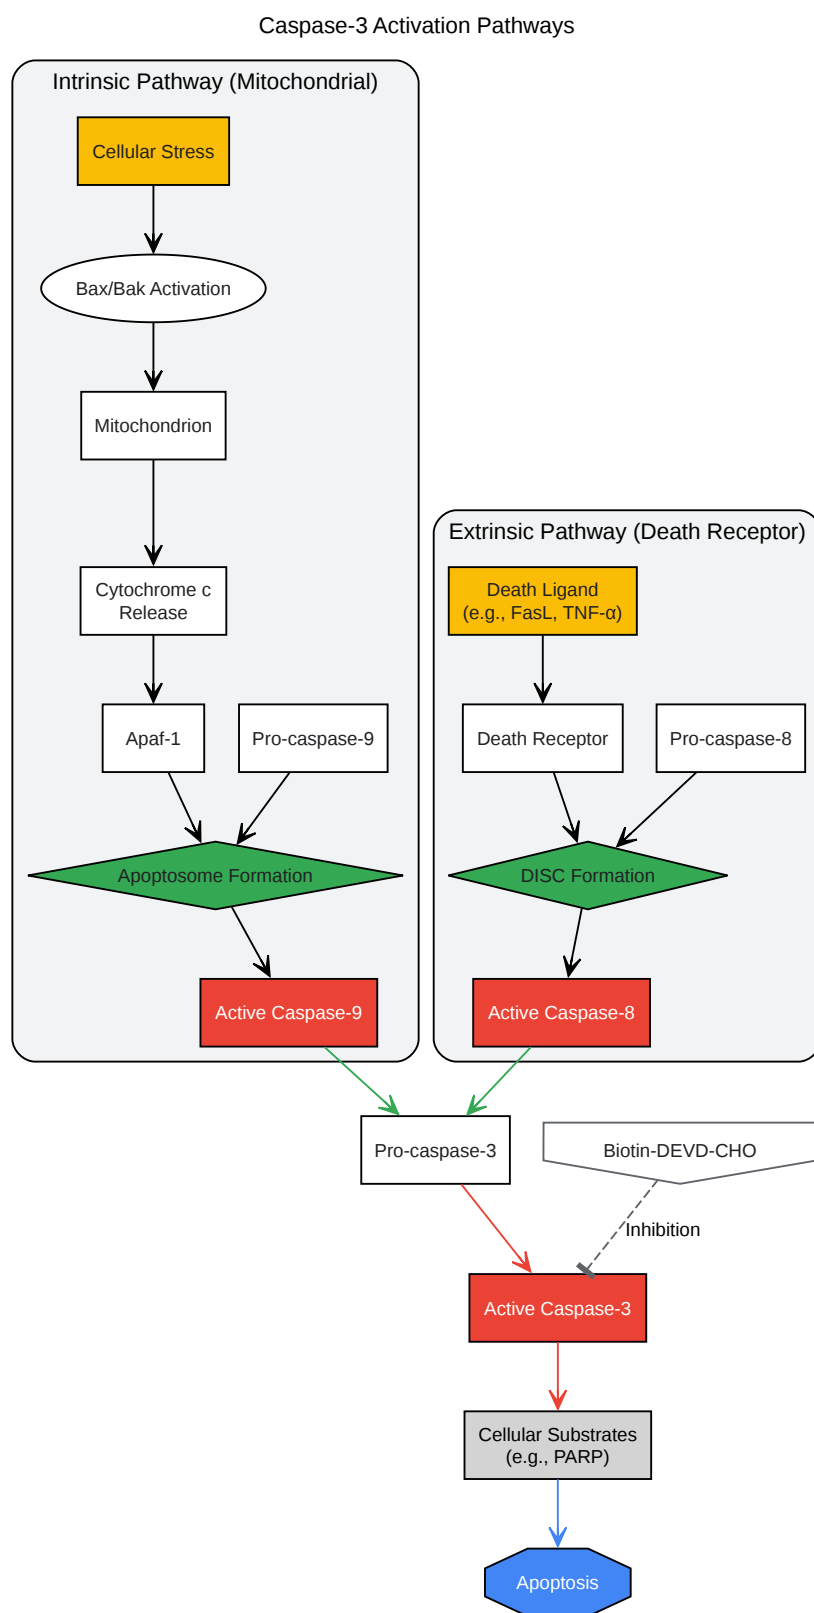 Caspase-3 Activation Pathways
Intrinsic Pathway (Mitochondrial)
Cellular Stress
Bax/Bak Activation
Mitochondrion
Cytochrome c
Release
Apaf-1
Pro-caspase-9
Apoptosome Formation
Active Caspase-9
Extrinsic Pathway (Death Receptor)
Death Ligand
(e.g., FasL, TNF-α)
Death Receptor
Pro-caspase-8
DISC Formation
Active Caspase-8
Pro-caspase-3
Biotin-DEVD-CHO
Inhibition
Active Caspase-3
Cellular Substrates
(e.g., PARP)
Apoptosis